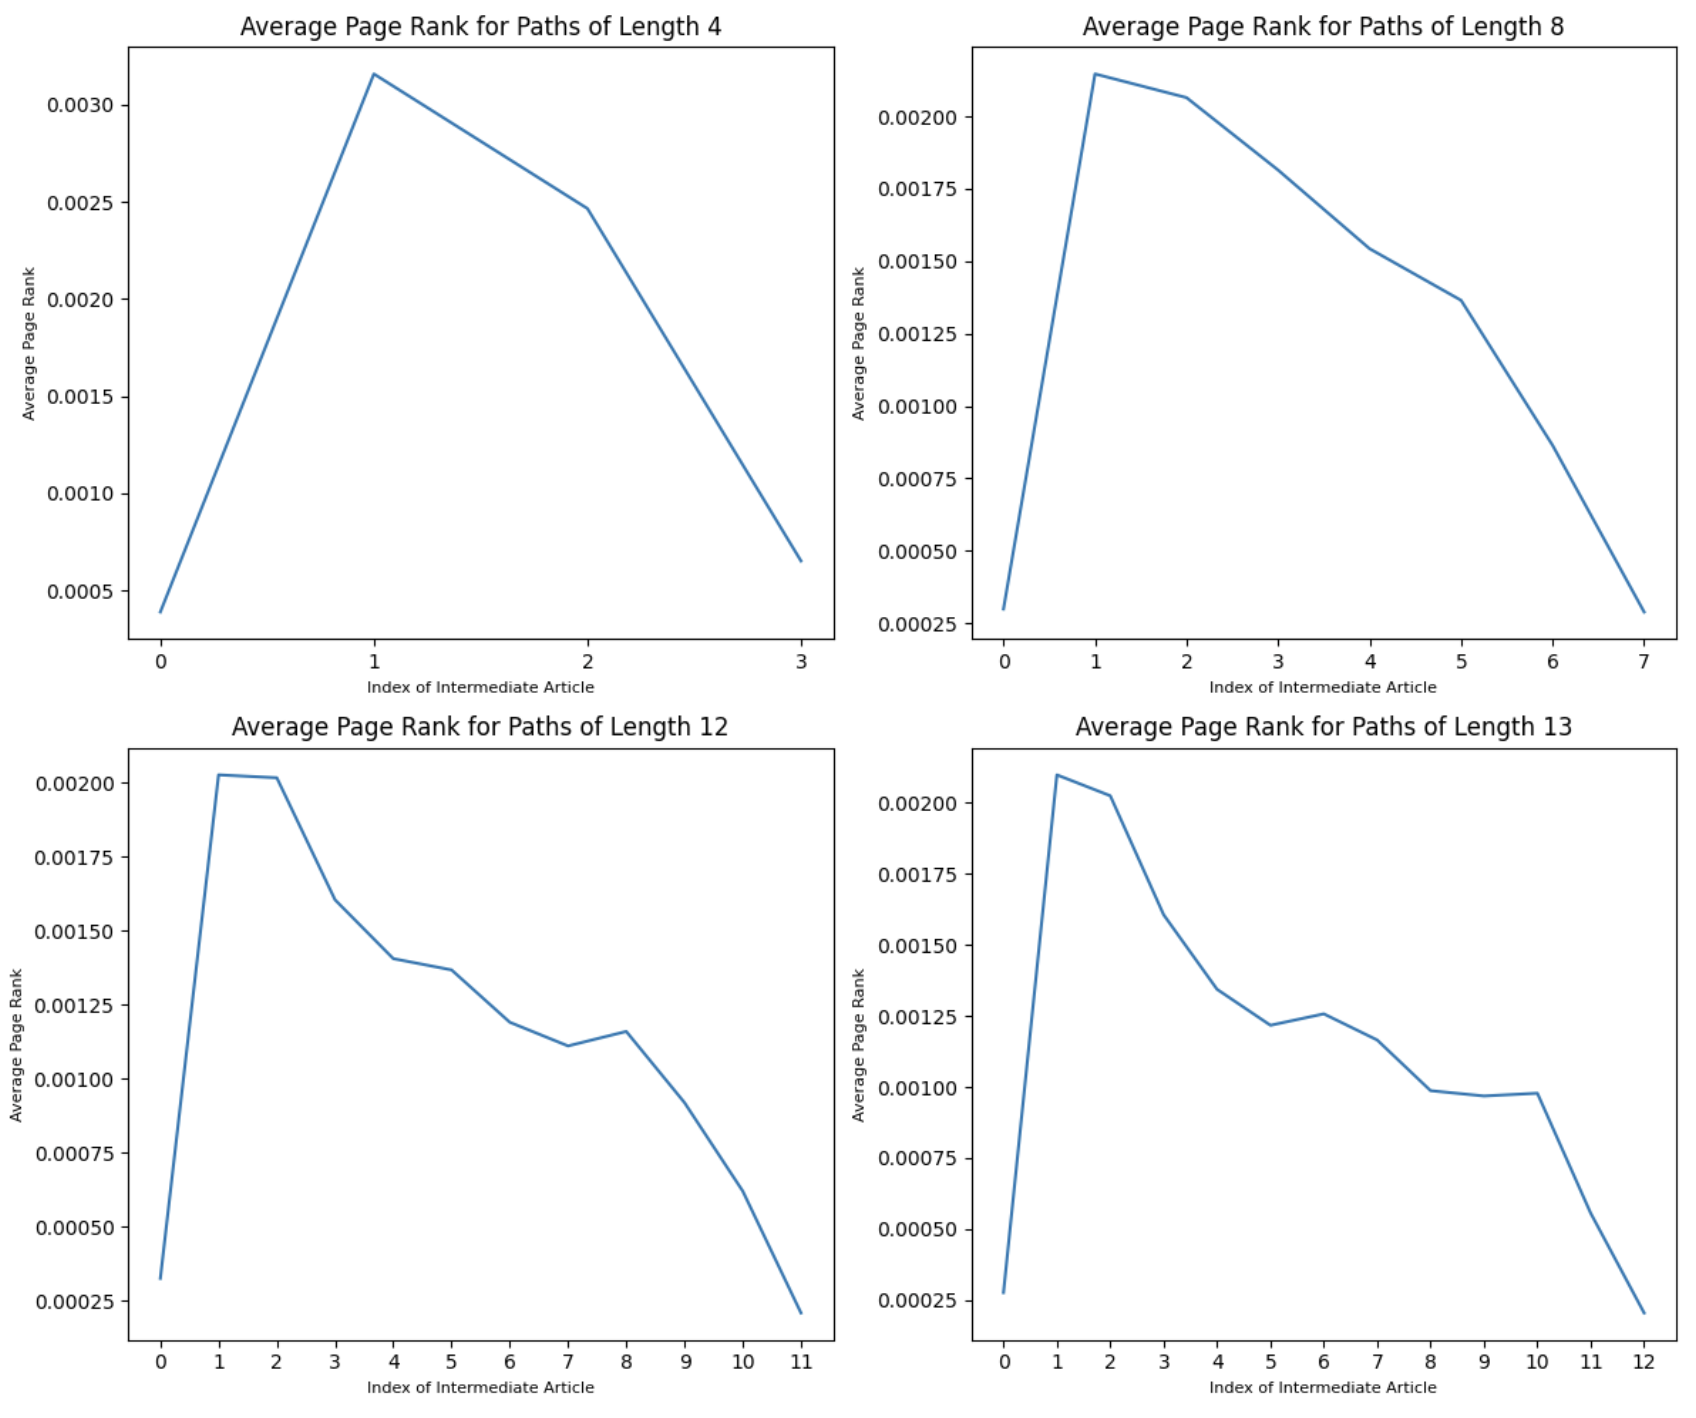 Average Page Rank for Paths of Length 4
Average Page Rank
0.0030
0.0025
0.0020
0.0015
0.0010
0.0005
0 1 2 3
Index of Intermediate Article
Average Page Rank for Paths of Length 8
Average Page Rank
0.00200
0.00175
0.00150
0.00125
0.00100
0.00075
0.00050
0.00025
0 1 2 3 4 5 6 7
Index of Intermediate Article
Average Page Rank for Paths of Length 12
Average Page Rank
0.00200
0.00175
0.00150
0.00125
0.00100
0.00075
0.00050
0.00025
0 1 2 3 4 5 6 7 8 9 10 11
Index of Intermediate Article
Average Page Rank for Paths of Length 13
Average Page Rank
0.00200
0.00175
0.00150
0.00125
0.00100
0.00075
0.00050
0.00025
0 1 2 3 4 5 6 7 8 9 10 11 12
Index of Intermediate Article